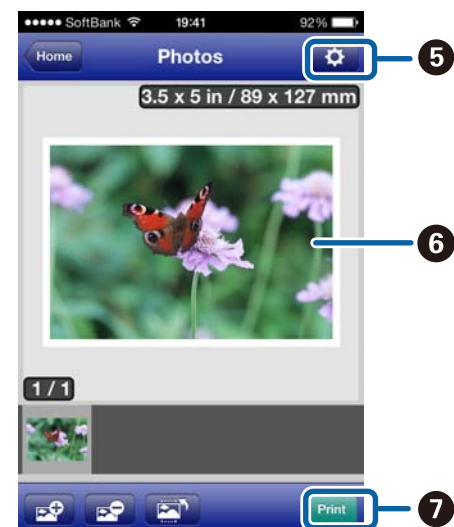 SoftBank 19:41 92%
Home Photos 5
3.5 x 5 in / 89 x 127 mm
6
1 / 1
Print 7